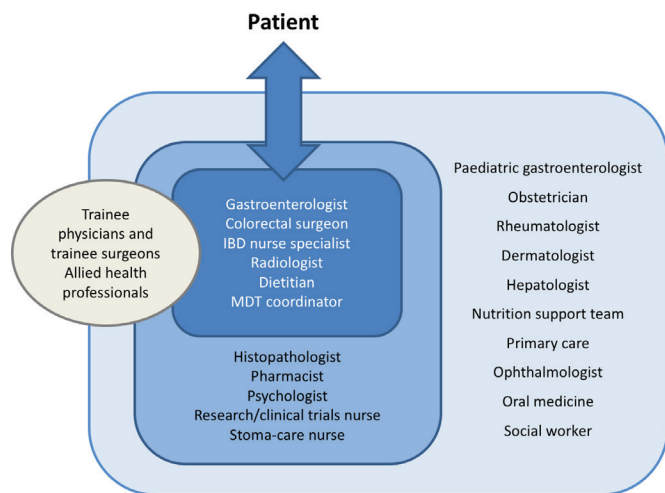 Patient
Trainee
physicians and
trainee surgeons
Allied health
professionals
Gastroenterologist
Colorectal surgeon
IBD nurse specialist
Radiologist
Dietitian
MDT coordinator
Histopathologist
Pharmacist
Psychologist
Research/clinical trials nurse
Stoma-care nurse
Paediatric gastroenterologist
Obstetrician
Rheumatologist
Dermatologist
Hepatologist
Nutrition support team
Primary care
Ophthalmologist
Oral medicine
Social worker